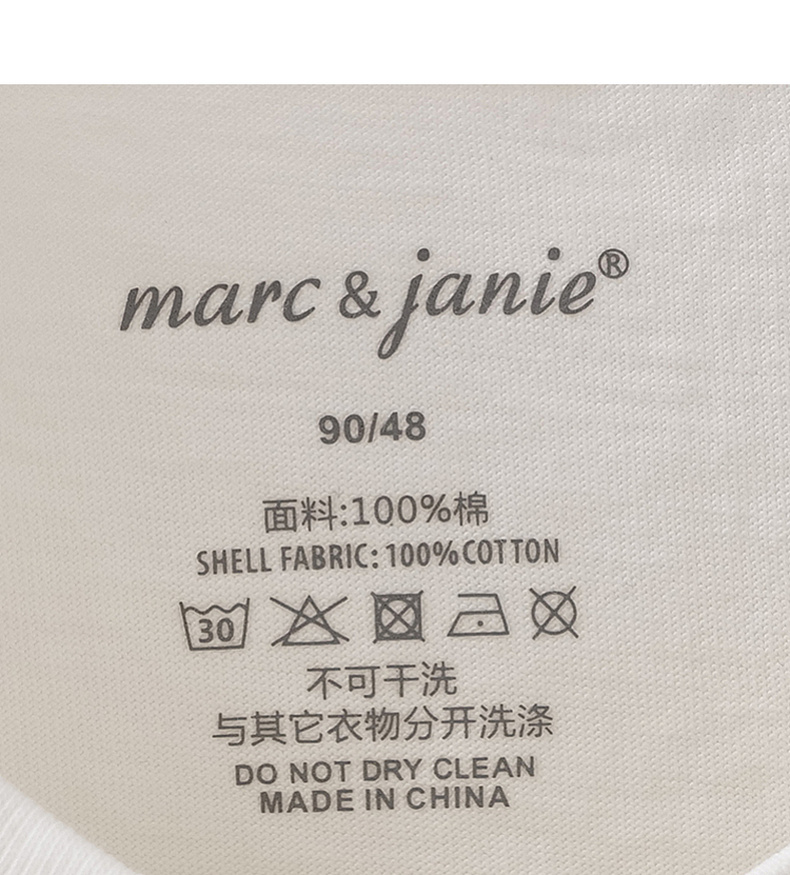 marc & janie®
90/48
面料:100%棉
SHELL FABRIC:100%COTTON
30
不可干洗
与其它衣物分开洗涤
DO NOT DRY CLEAN
MADE IN CHINA